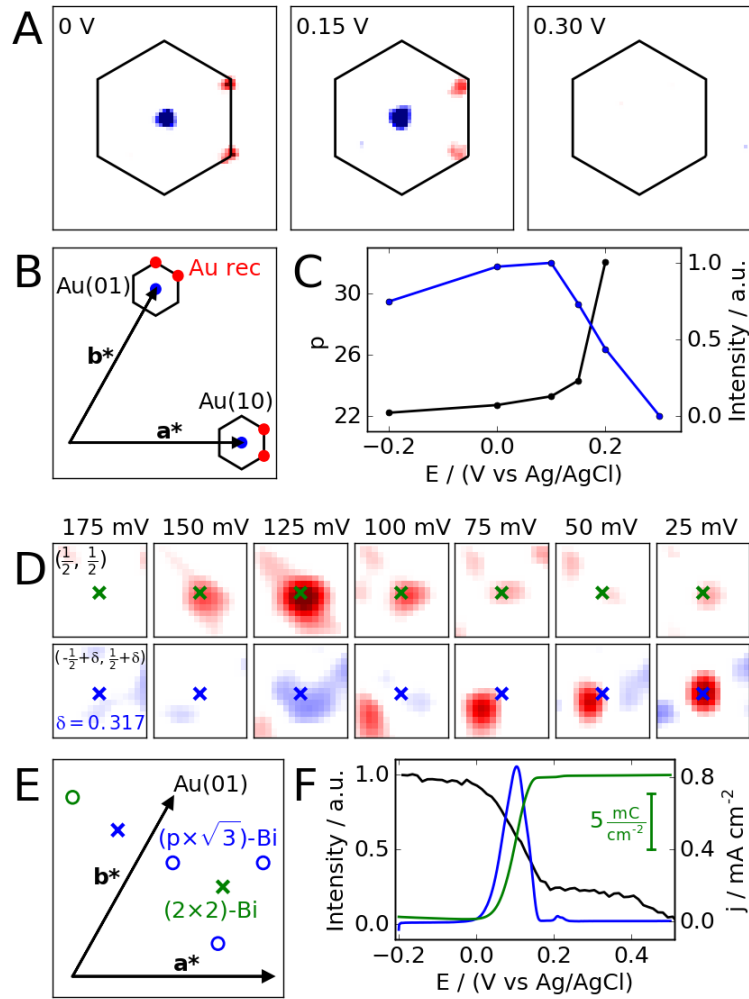 A
0 V
0.15 V
0.30 V
B
Au(01)
Au rec
b*
Au(10)
a*
C
30
26
22
p
1.0
0.5
0.0
Intensity / a.u.
−0.2
0.0
0.2
E / (V vs Ag/AgCl)
175 mV
150 mV
125 mV
100 mV
75 mV
50 mV
25 mV
D
(1/2, 1/2)
(-1/2+δ, 1/2+δ)
δ=0.317
E
Au(01)
(p×√3)-Bi
b*
(2×2)-Bi
a*
F
1.0
0.5
0.0
Intensity / a.u.
0.8
0.4
0.0
j / mA cm⁻²
5 mC/cm⁻²
−0.2
0.0
0.2
0.4
E / (V vs Ag/AgCl)